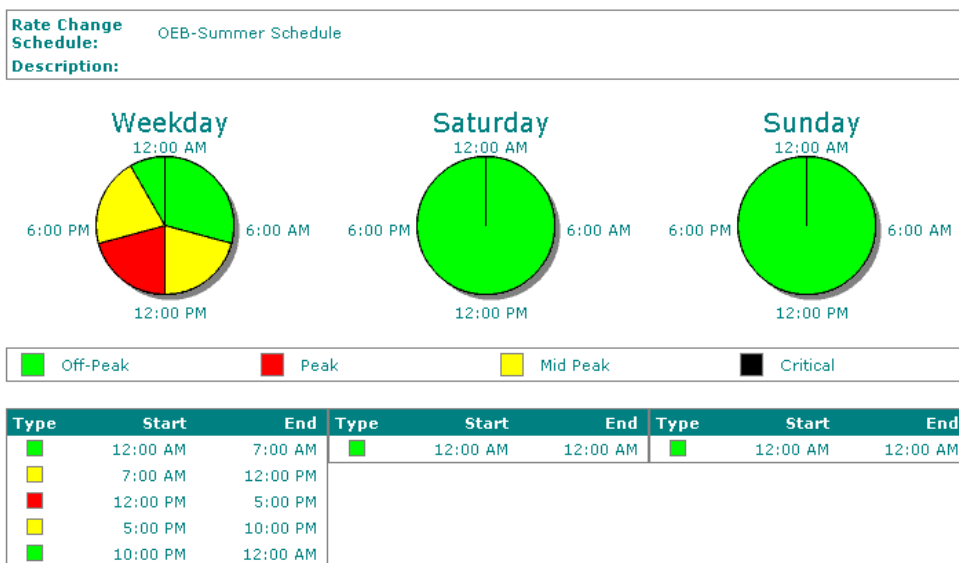 Rate Change Schedule: OEB-Summer Schedule
Description:
Weekday Saturday Sunday
12:00 AM 12:00 AM 12:00 AM
6:00 PM 6:00 AM 6:00 PM 6:00 AM 6:00 PM 6:00 AM
12:00 PM 12:00 PM 12:00 PM
Off-Peak Peak Mid Peak Critical
Type Start End Type Start End Type Start End
12:00 AM 7:00 AM 12:00 AM 12:00 AM 12:00 AM 12:00 AM
7:00 AM 12:00 PM
12:00 PM 5:00 PM
5:00 PM 10:00 PM
10:00 PM 12:00 AM